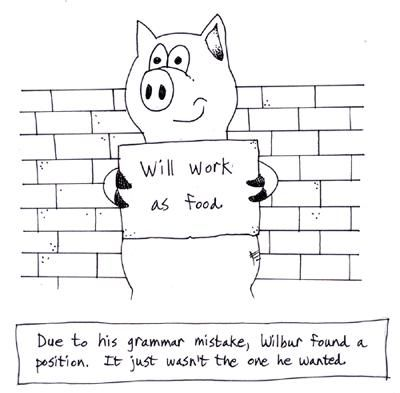 Will work
as food.
Due to his grammar mistake, Wilbur found a
position. It just wasn't the one he wanted.